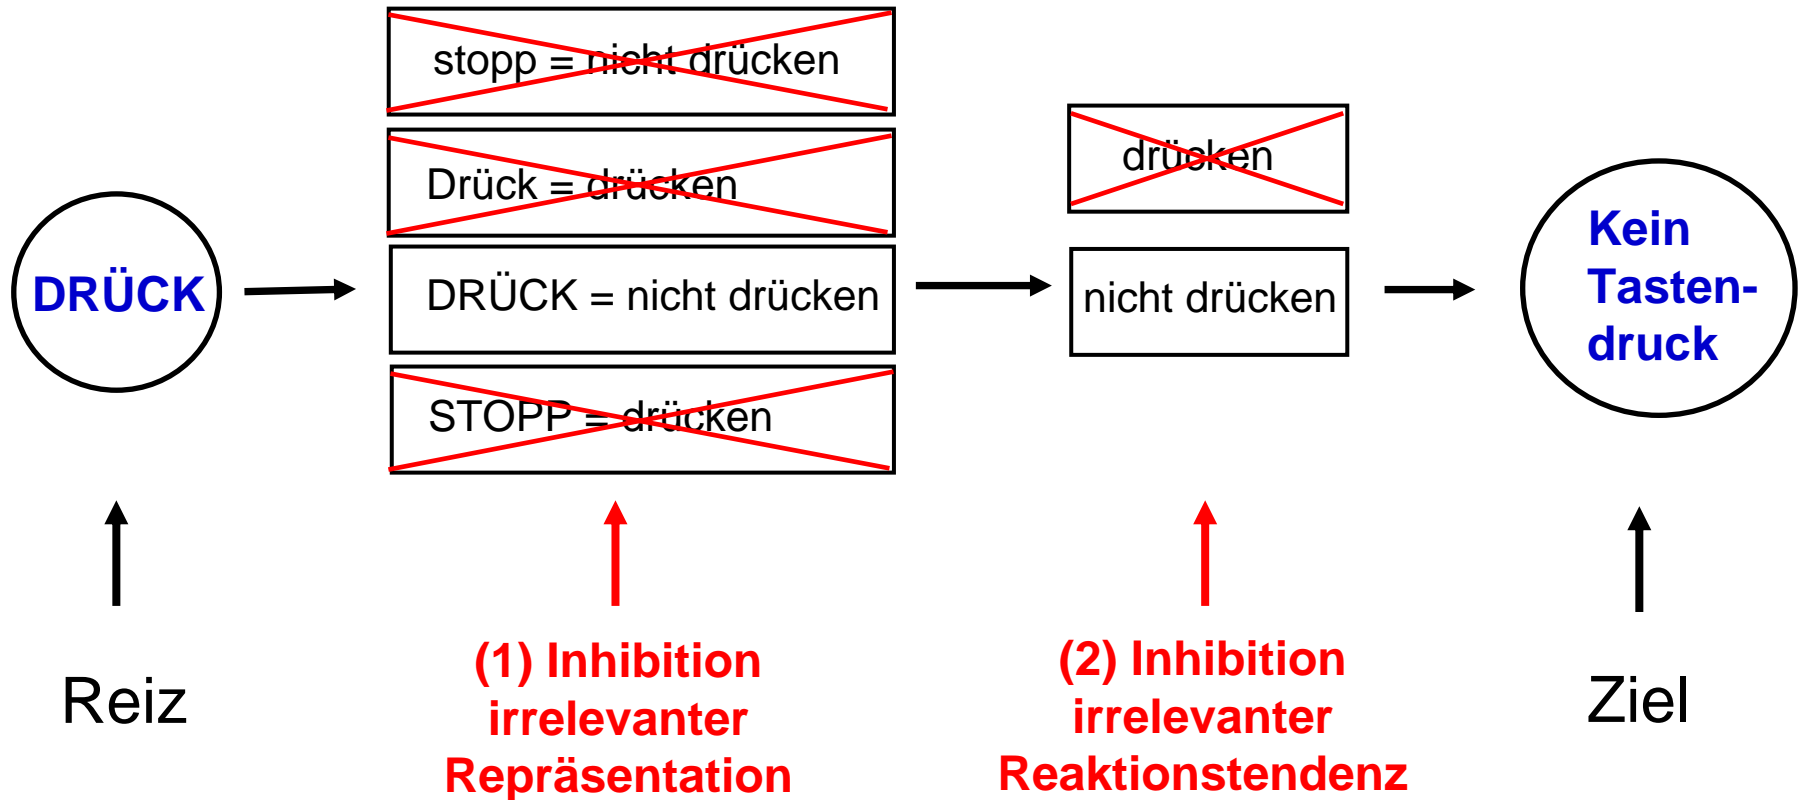 stopp = nicht drücken
Drück = drücken
DRÜCK = nicht drücken
STOPP = drücken
drücken
nicht drücken
DRÜCK
Kein
Tasten-
druck
Reiz
(1) Inhibition
irrelevanter
Repräsentation
(2) Inhibition
irrelevanter
Reaktionstendenz
Ziel